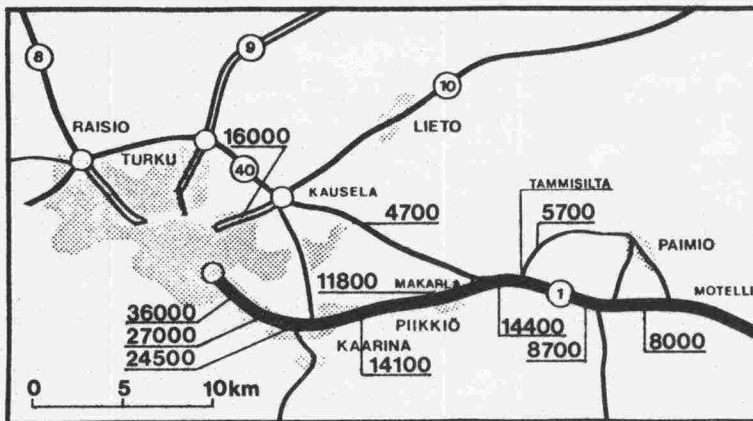 8
9
10
RAISIO
16000
LIETO
TURKU
40
TAMMISILTA
KAUSELA
4700
5700
PAIMIO
11800
MAKARLA
1
MOTELLI
36000
PIIKKIÖ
14400
27000
8700
8000
24500
KAARINA
14100
0 5 10km